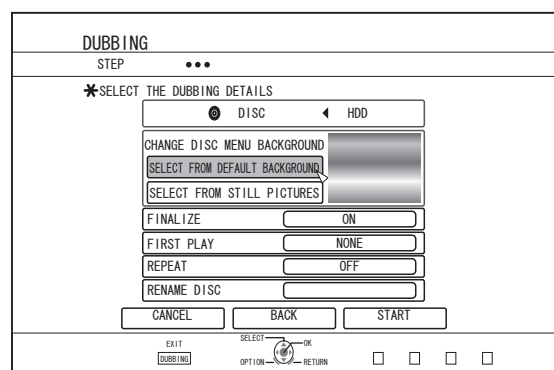 DUBBING
STEP
SELECT THE DUBBING DETAILS
DISC HDD
CHANGE DISC MENU BACKGROUND
SELECT FROM DEFAULT BACKGROUND
SELECT FROM STILL PICTURES
FINALIZE ON
FIRST PLAY NONE
REPEAT OFF
RENAME DISC
CANCEL BACK START
EXIT SELECT OK
DUBBING OPTION RETURN